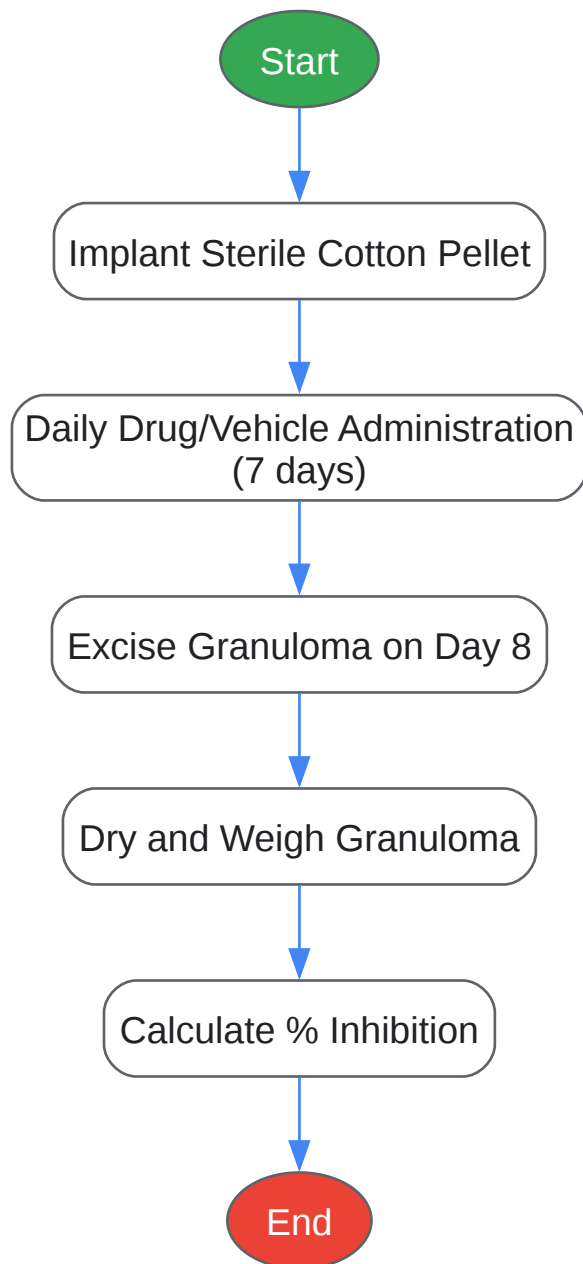 Start
Implant Sterile Cotton Pellet
Daily Drug/Vehicle Administration
(7 days)
Excise Granuloma on Day 8
Dry and Weigh Granuloma
Calculate % Inhibition
End